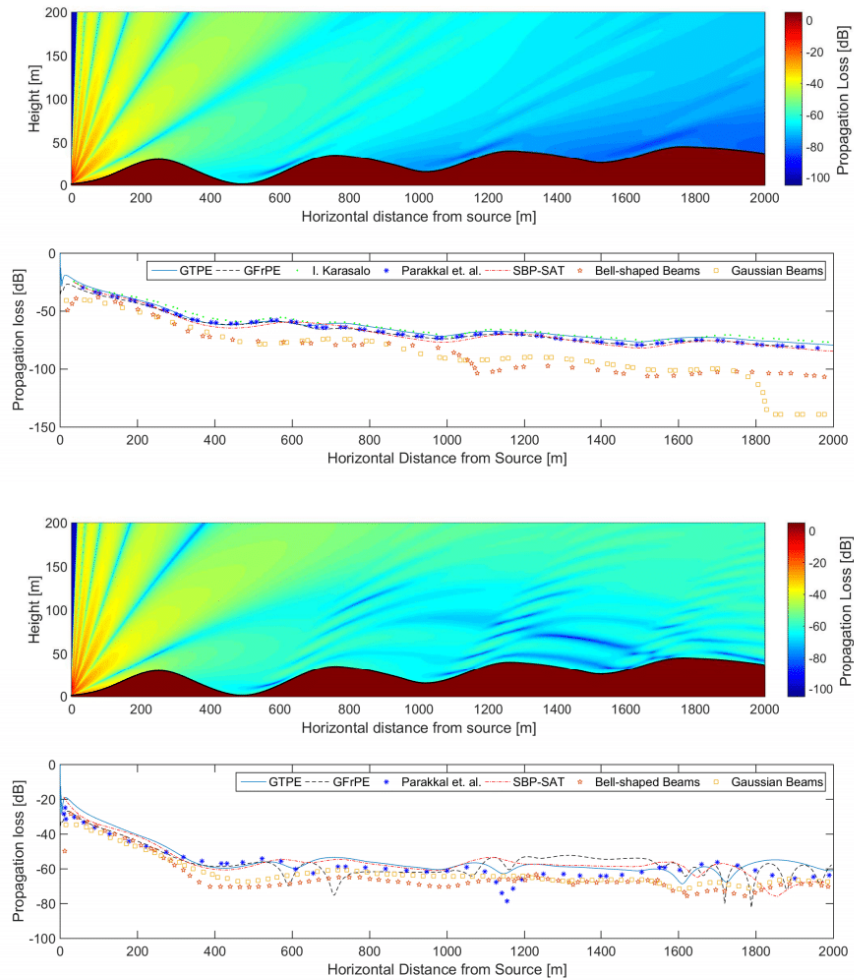 200
150
100
50
0
Height [m]
0 200 400 600 800 1000 1200 1400 1600 1800 2000
Horizontal distance from source [m]
0
-20
-40
-60
-80
-100
Propagation Loss [dB]
0
-50
-100
-150
Propagation loss [dB]
GTPE GFrPE I. Karasalo Parakkal et. al. SBP-SAT Bell-shaped Beams Gaussian Beams
0 200 400 600 800 1000 1200 1400 1600 1800 2000
Horizontal Distance from Source [m]
200
150
100
50
0
Height [m]
0 200 400 600 800 1000 1200 1400 1600 1800 2000
Horizontal distance from source [m]
0
-20
-40
-60
-80
-100
Propagation Loss [dB]
0
-20
-40
-60
-80
-100
Propagation loss [dB]
GTPE GFrPE Parakkal et. al. SBP-SAT Bell-shaped Beams Gaussian Beams
0 200 400 600 800 1000 1200 1400 1600 1800 2000
Horizontal Distance from Source [m]